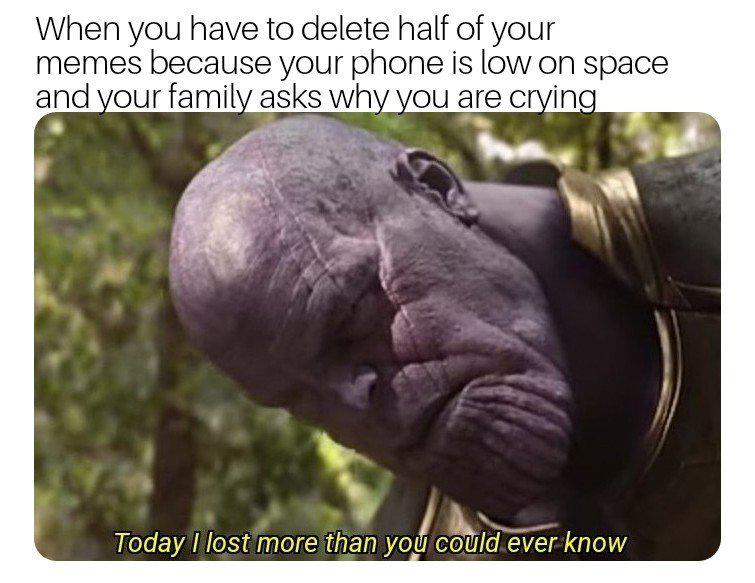 When you have to delete half of your
memes because your phone is low on space
and your family asks why you are crying
Today I lost more than you could ever know